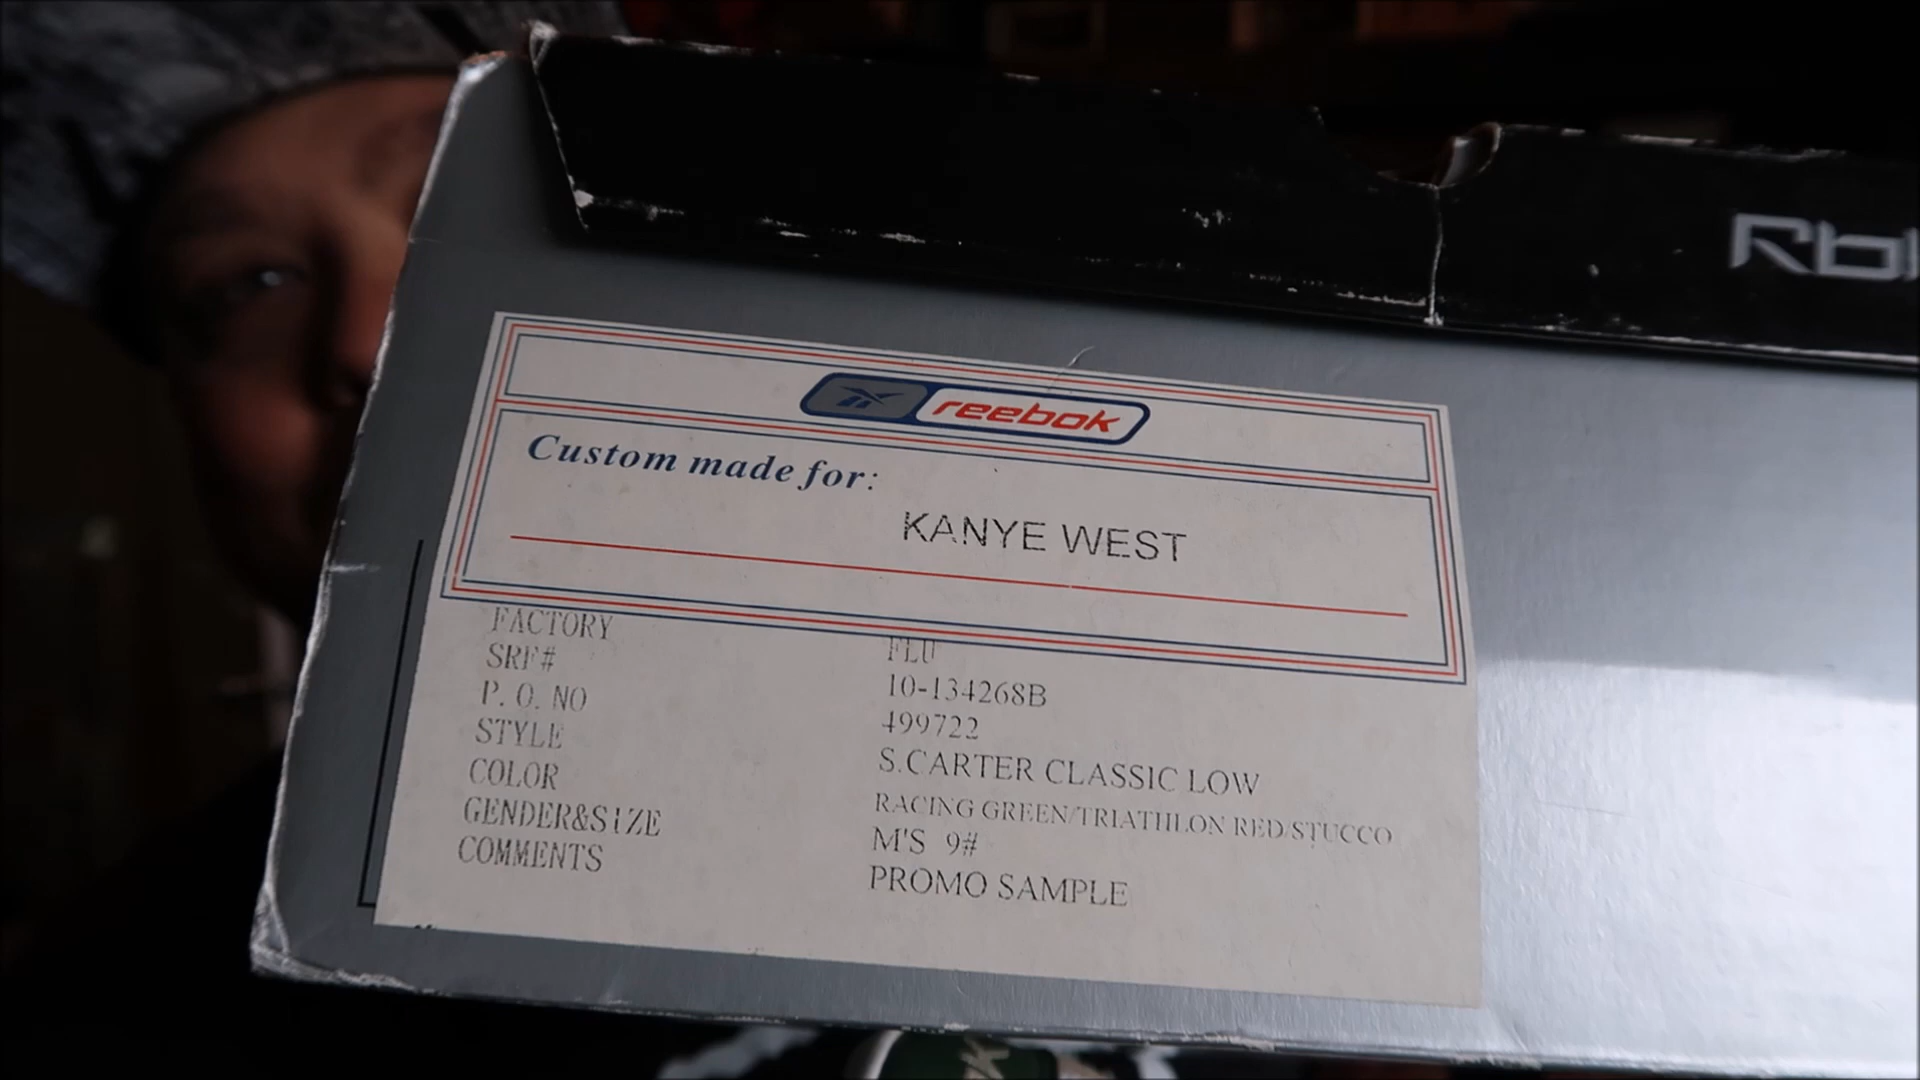 Rbk
reebok
Custom made for:
KANYE WEST
FACTORY FLU
SRF# 10-134268B
P. O. NO 499722
STYLE S.CARTER CLASSIC LOW
COLOR RACING GREEN/TRIATHLON RED/STUCCO
GENDER&SIZE M'S 9#
COMMENTS PROMO SAMPLE